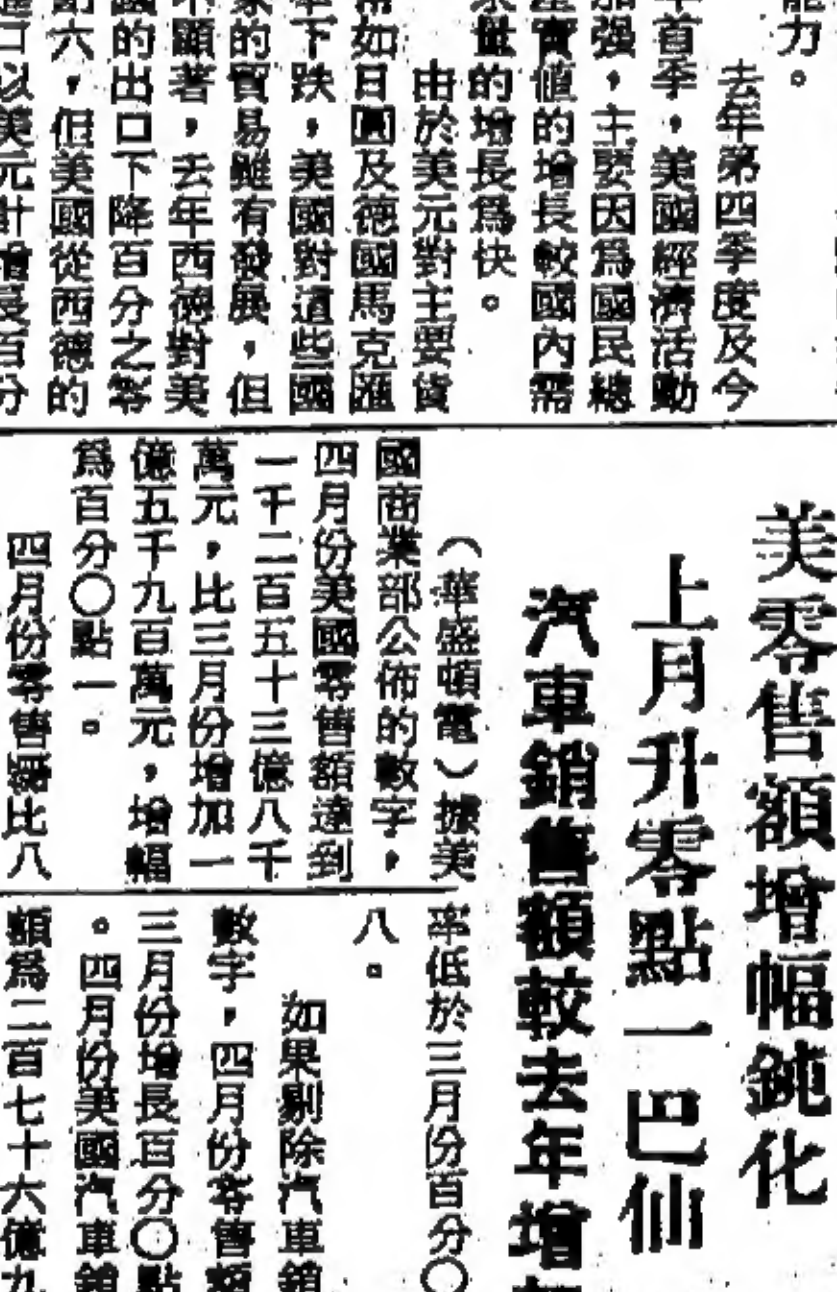 能力。
去年第四季度及今
年首季，美國經濟活動
加强，主要因爲國民總
產實値的增長較國內需
求量的增長爲快。
由於美元對主要貨
幣如日圓及德國馬克匯
率下跌，美國對這些國
家的貿易雖有發展，但
不顯著，去年西德對美
國的出口下降百分之零
點六，但美國從西德的
進口以美元計增長百分
美零售額增幅鈍化
上月升零點一巴仙
汽車銷售額較去年增
（華盛頓電）據美
國商業部公佈的數字，
四月份美國零售額達到
一千二百五十三億八千
萬元，比三月份增加一
億五千九百萬元，增幅
爲百分〇點一。
四月份零售額比八
率低於三月份百分〇
八。
如果剔除汽車銷
數字，四月份零售額
三月份增長百分〇點
。四月份美國汽車銷
額爲二百七十六億九